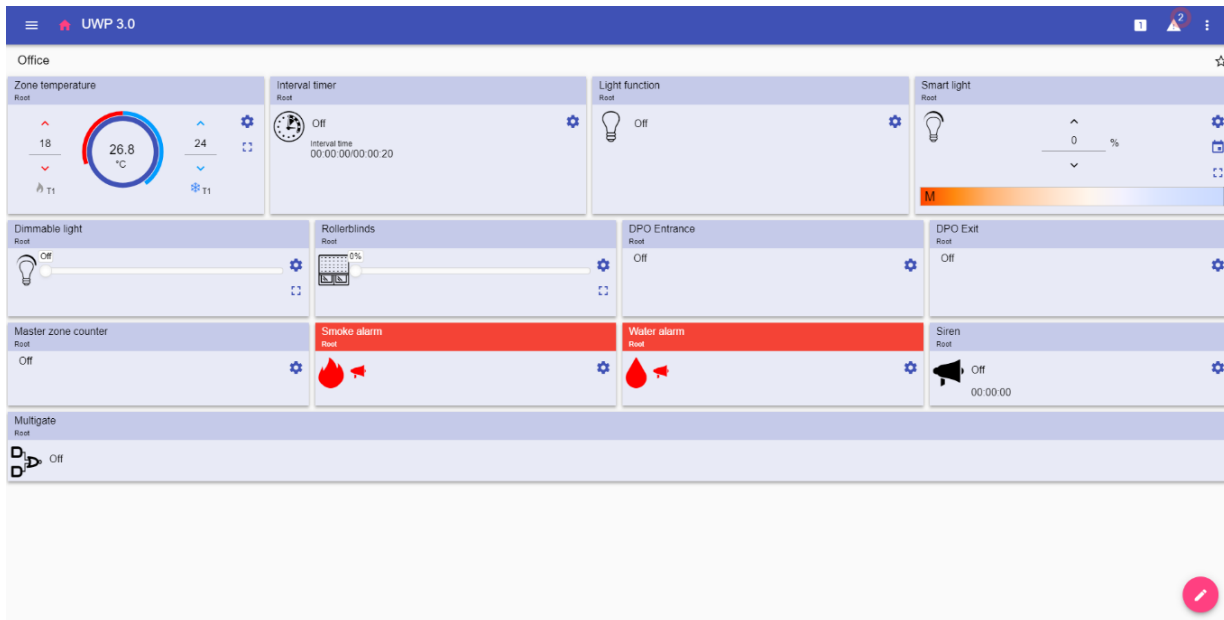 UWP 3.0
1
2
Office
Zone temperature
Root
18
26.8
°C
24
T1
T1
Interval timer
Root
Off
Interval time
00:00:00/00:00:20
Light function
Root
Off
Smart light
Root
0 %
M
Dimmable light
Root
Off
Rollerblinds
Root
0%
DPO Entrance
Root
Off
DPO Exit
Root
Off
Master zone counter
Root
Off
Smoke alarm
Root
Water alarm
Root
Siren
Root
Off
00:00:00
Multigate
Root
Off